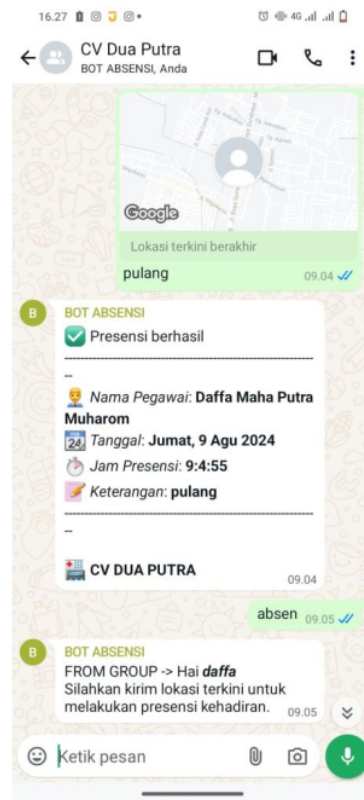 16.27
4G
CV Dua Putra
BOT ABSENSI, Anda
Google
Lokasi terkini berakhir
pulang 09.04
B
BOT ABSENSI
Presensi berhasil
--
Nama Pegawai: Daffa Maha Putra
Muharom
24 Tanggal: Jumat, 9 Agu 2024
Jam Presensi: 9:4:55
Keterangan: pulang
--
CV DUA PUTRA
09.04
absen 09.05
B
BOT ABSENSI
FROM GROUP -> Hai daffa
Silahkan kirim lokasi terkini untuk
melakukan presensi kehadiran. 09.05
Ketik pesan